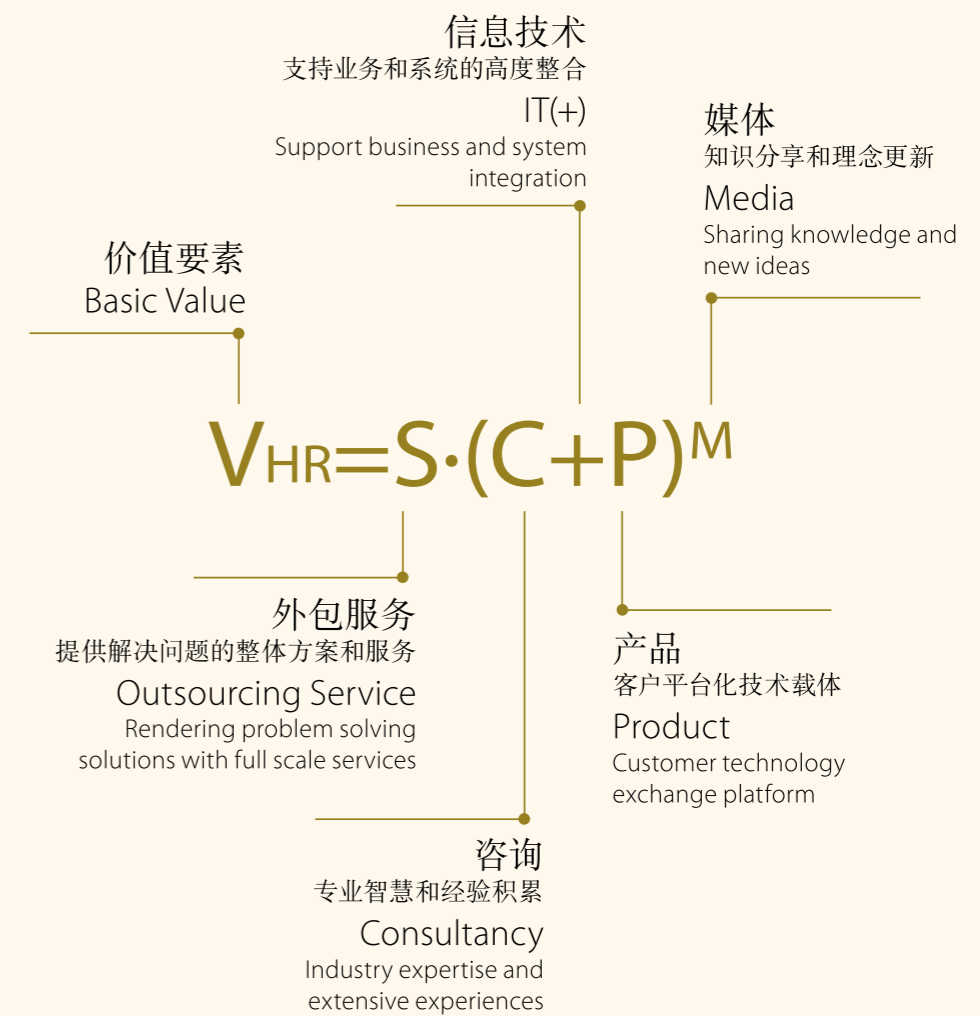 信息技术
支持业务和系统的高度整合
IT(+)
Support business and system
integration
媒体
知识分享和理念更新
Media
Sharing knowledge and
new ideas
价值要素
Basic Value
VHR=S·(C+P)M
外包服务
提供解决问题的整体方案和服务
Outsourcing Service
Rendering problem solving
solutions with full scale services
产品
客户平台化技术载体
Product
Customer technology
exchange platform
咨询
专业智慧和经验积累
Consultancy
Industry expertise and
extensive experiences